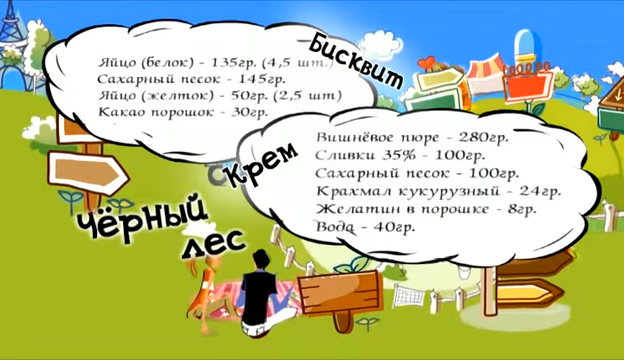 Бисквит
Яйцо (белок) - 135гр. (4,5 шт.)
Сахарный песок - 145гр.
Яйцо (желток) - 50гр. (2,5 шт)
Какао порошок - 30гр.
Крем
Вишнёвое пюре - 280гр.
Сливки 35% - 100гр.
Сахарный песок - 100гр.
Крахмал кукурузный - 24гр.
Желатин в порошке - 8гр.
Вода - 40гр.
Чёрный
лес